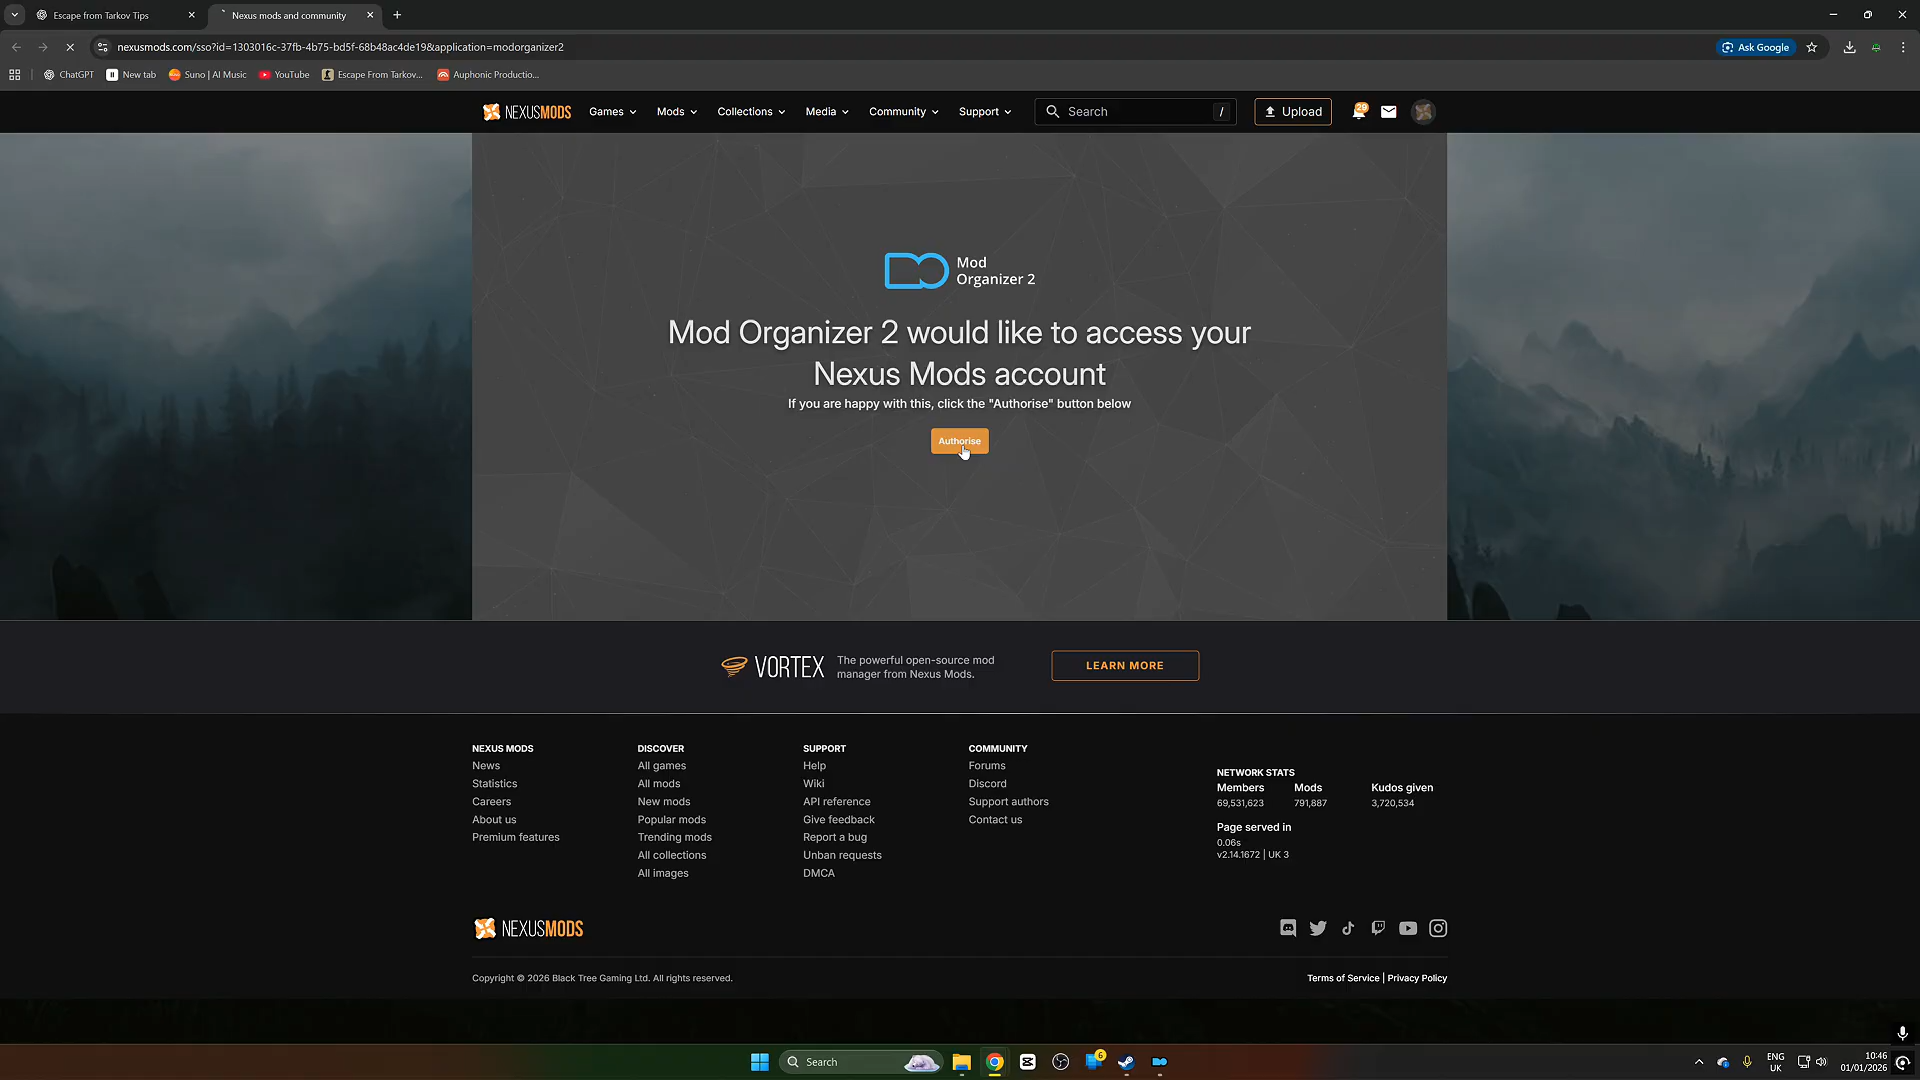 Escape from Tarkov Tips
Nexus mods and community
nexusmods.com/sso?id=1303016c-37fb-4b75-bd5f-68b48ac4de19&application=modorganizer2
Ask Google
ChatGPT
New tab
Suno | AI Music
YouTube
Escape From Tarkov...
Auphonic Productio...
NEXUSMODS
Games
Mods
Collections
Media
Community
Support
Search
/
Upload
29
Mod
Organizer 2
Mod Organizer 2 would like to access your
Nexus Mods account
If you are happy with this, click the "Authorise" button below
Authorise
VORTEX
The powerful open-source mod
manager from Nexus Mods.
LEARN MORE
NEXUS MODS
News
Statistics
Careers
About us
Premium features
DISCOVER
All games
All mods
New mods
Popular mods
Trending mods
All collections
All images
SUPPORT
Help
Wiki
API reference
Give feedback
Report a bug
Unban requests
DMCA
COMMUNITY
Forums
Discord
Support authors
Contact us
NETWORK STATS
Members Mods Kudos given
69,531,623 791,887 3,720,534
Page served in
0.06s
v2.14.1672 | UK 3
NEXUSMODS
Copyright © 2026 Black Tree Gaming Ltd. All rights reserved.
Terms of Service | Privacy Policy
Search
6
ENG
UK
10:46
01/01/2026